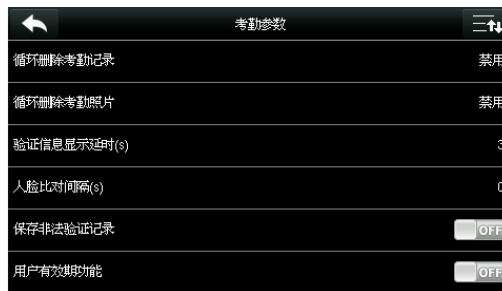 考勤参数
循环删除考勤记录 禁用
循环删除考勤照片 禁用
验证信息显示延时(s) 3
人脸比对间隔(s) 0
保存非法验证记录 OFF
用户有效期功能 OFF